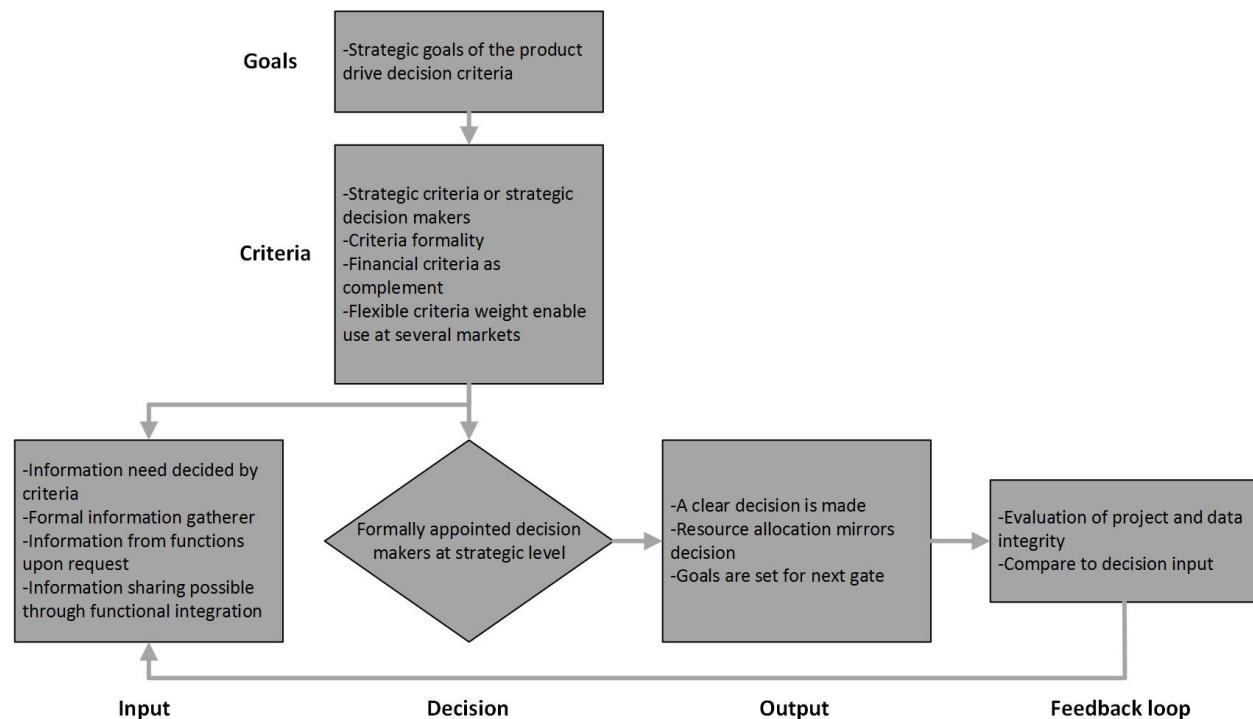 Goals
-Strategic goals of the product
drive decision criteria
Criteria
-Strategic criteria or strategic
decision makers
-Criteria formality
-Financial criteria as
complement
-Flexible criteria weight enable
use at several markets
-Information need decided by
criteria
-Formal information gatherer
-Information from functions
upon request
-Information sharing possible
through functional integration
Formally appointed decision
makers at strategic level
-A clear decision is made
-Resource allocation mirrors
decision
-Goals are set for next gate
-Evaluation of project and data
integrity
-Compare to decision input
Input
Decision
Output
Feedback loop